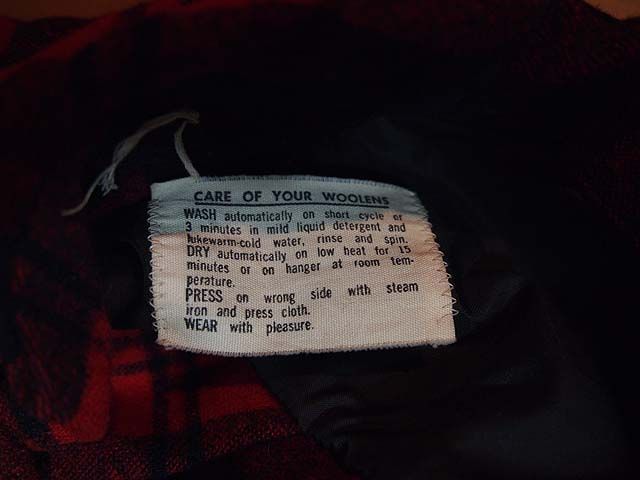 CARE OF YOUR WOOLENS
WASH automatically on short cycle or
3 minutes in mild liquid detergent and
lukewarm-cold water, rinse and spin.
DRY automatically on low heat for 15
minutes or on hanger at room tem-
perature.
PRESS on wrong side with steam
iron and press cloth.
WEAR with pleasure.